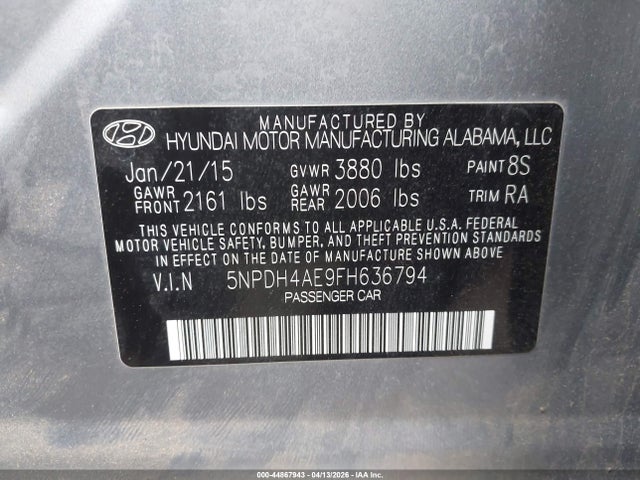 MANUFACTURED BY
HYUNDAI MOTOR MANUFACTURING ALABAMA, LLC
Jan/21/15 GVWR 3880 lbs PAINT 8S
GAWR FRONT 2161 lbs GAWR REAR 2006 lbs TRIM RA
THIS VEHICLE CONFORMS TO ALL APPLICABLE U.S.A. FEDERAL
MOTOR VEHICLE SAFETY, BUMPER, AND THEFT PREVENTION STANDARDS
IN EFFECT ON THE DATE OF MANUFACTURE SHOWN ABOVE.
V.I.N 5NPDH4AE9FH636794
PASSENGER CAR
000-44867943 - 04/13/2026 - IAA Inc.